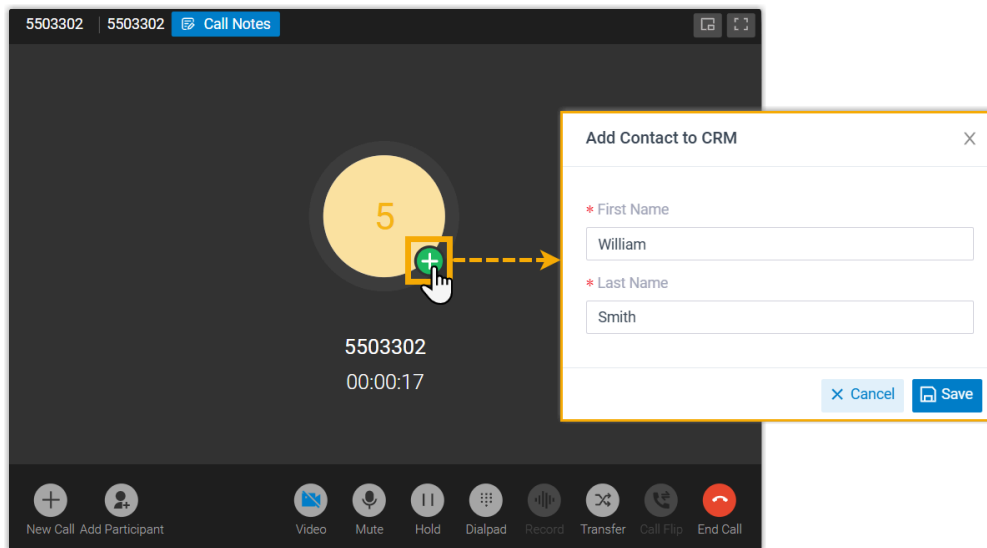 5503302 5503302 Call Notes
5
5503302
00:00:17
New Call Add Participant Video Mute Hold Dialpad Record Transfer Call Flip End Call
Add Contact to CRM
* First Name
William
* Last Name
Smith
Cancel Save